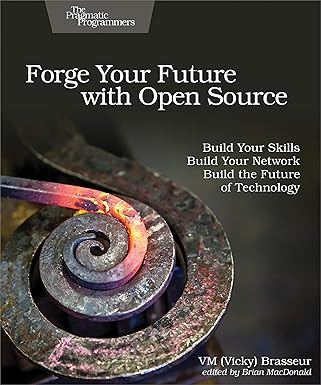 The
Pragmatic
Programmers
Forge Your Future
with Open Source
Build Your Skills
Build Your Network
Build the Future
of Technology
VM (Vicky) Brasseur
edited by Brian MacDonald